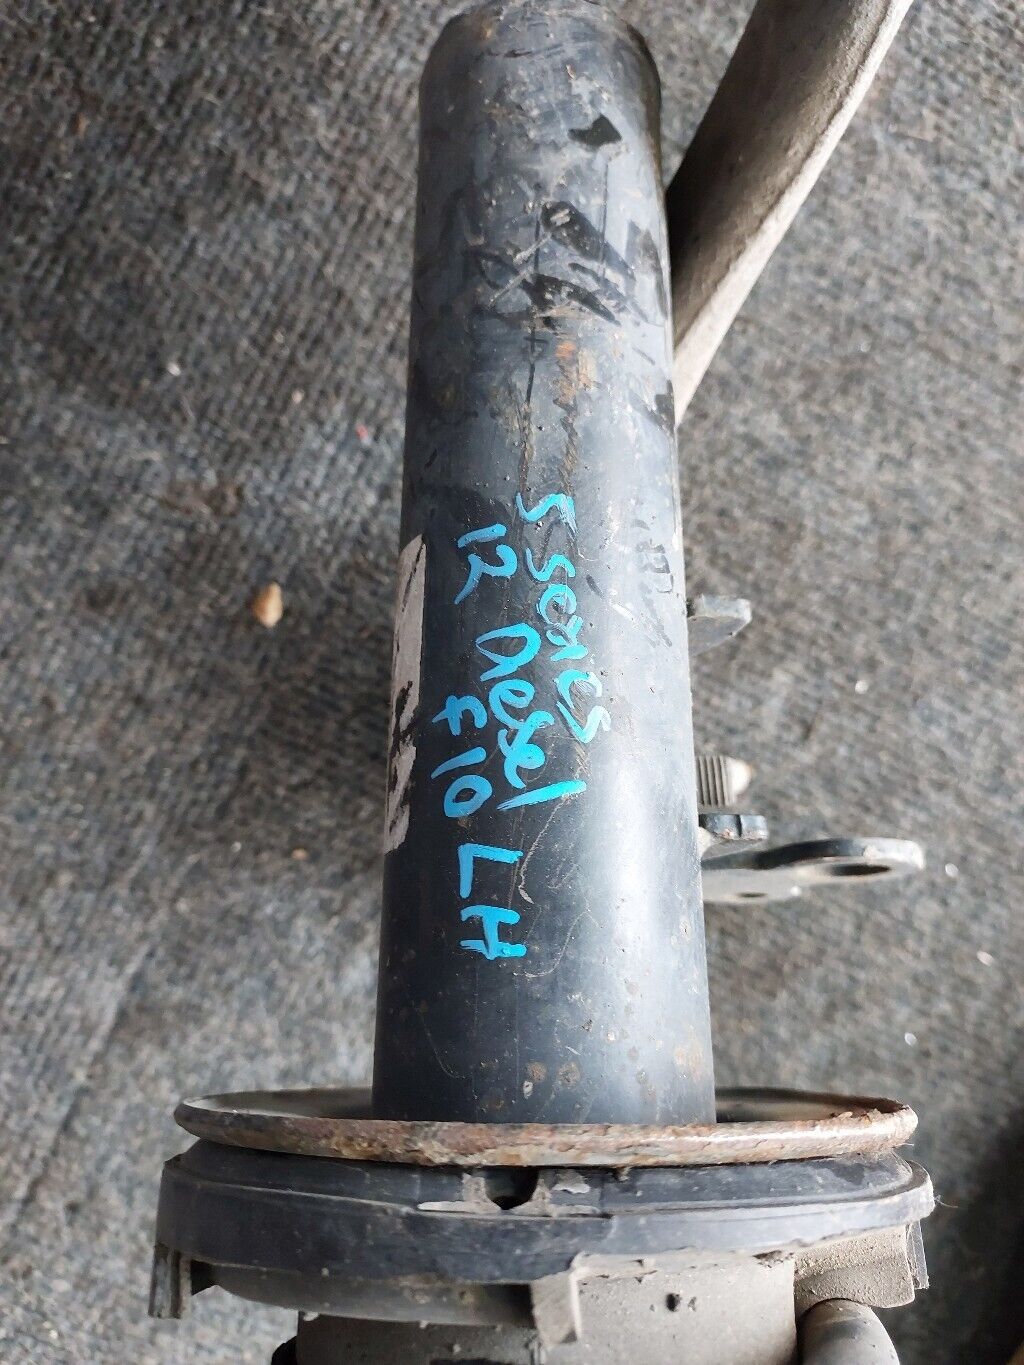 5 SERIES
12 Diesel
F10 LH